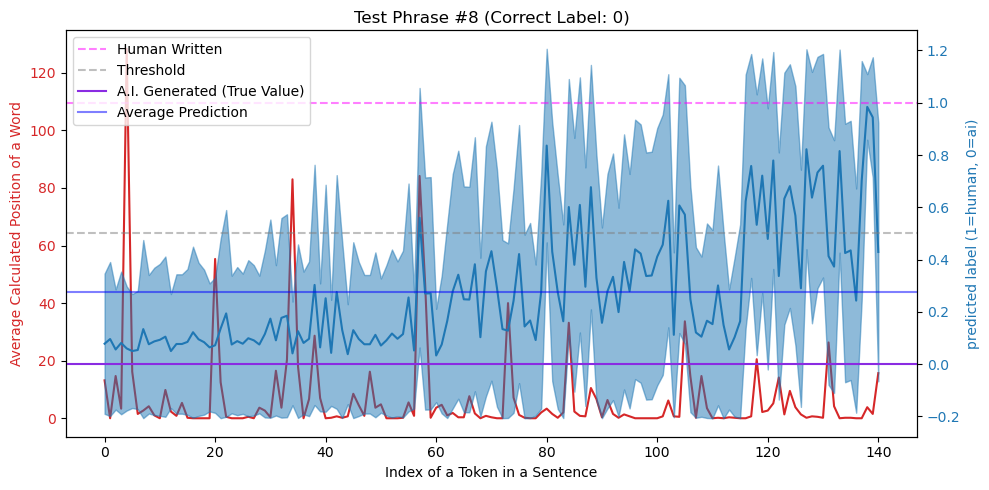 Test Phrase #8 (Correct Label: 0)
Human Written
Threshold
A.I. Generated (True Value)
Average Prediction
Average Calculated Position of a Word
120
100
80
60
40
20
0
1.2
1.0
0.8
0.6
0.4
0.2
0.0
−0.2
predicted label (1=human, 0=ai)
0 20 40 60 80 100 120 140
Index of a Token in a Sentence